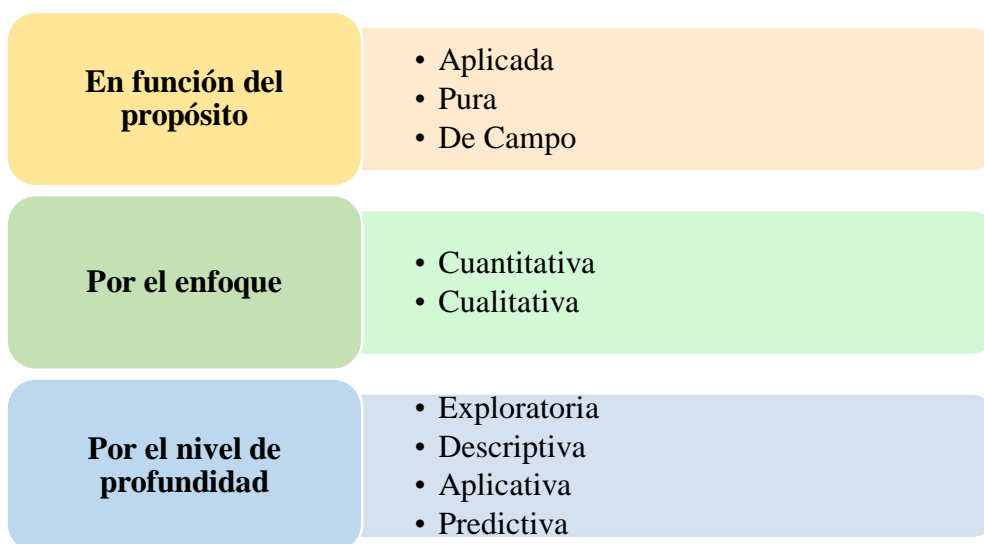 En función del
propósito
• Aplicada
• Pura
• De Campo
Por el enfoque
• Cuantitativa
• Cualitativa
Por el nivel de
profundidad
• Exploratoria
• Descriptiva
• Aplicativa
• Predictiva